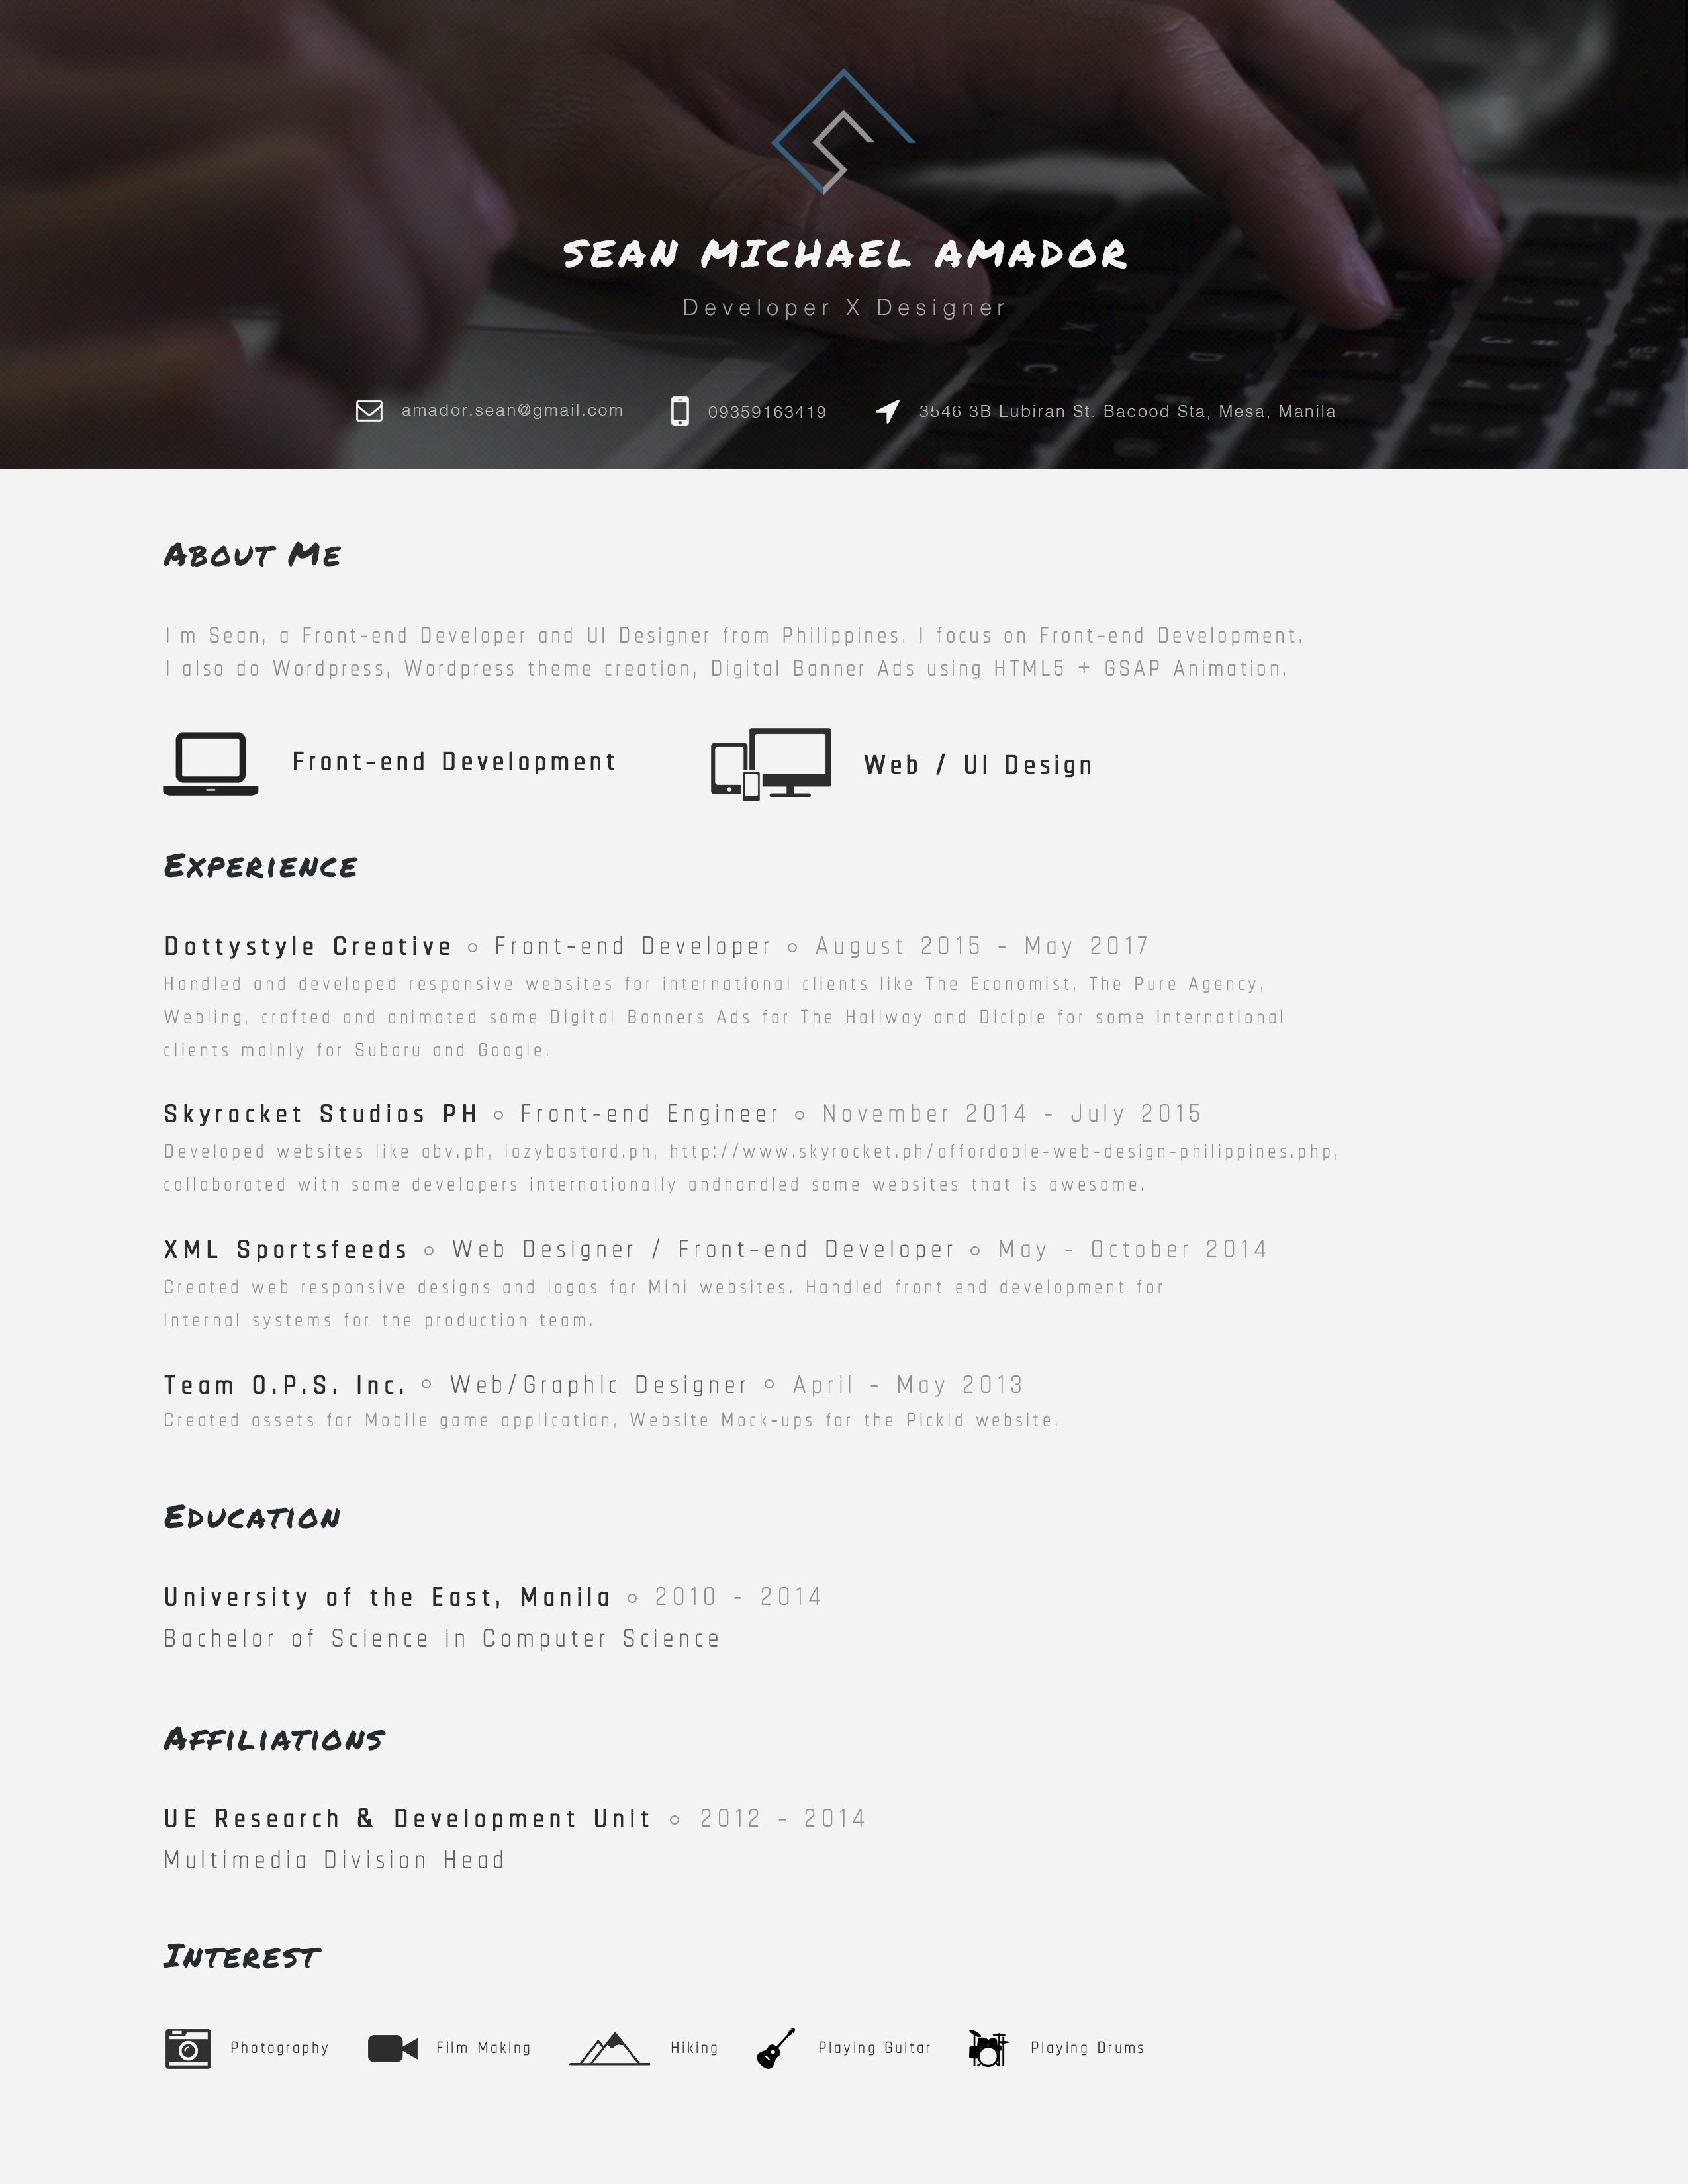 SEAN MICHAEL AMADOR
Developer X Designer
amador.sean@gmail.com 09359163419 3546 3B Lubiran St. Bacood Sta, Mesa, Manila
About Me
I'm Sean, a Front-end Developer and UI Designer from Philippines. I focus on Front-end Development.
I also do Wordpress, Wordpress theme creation, Digital Banner Ads using HTML5 + GSAP Animation.
Front-end Development
Web / UI Design
Experience
Dottystyle Creative ○ Front-end Developer ○ August 2015 - May 2017
Handled and developed responsive websites for international clients like The Economist, The Pure Agency,
Webling, crafted and animated some Digital Banners Ads for The Hallway and Diciple for some international
clients mainly for Subaru and Google.
Skyrocket Studios PH ○ Front-end Engineer ○ November 2014 - July 2015
Developed websites like abv.ph, lazybastard.ph, http://www.skyrocket.ph/affordable-web-design-philippines.php,
collaborated with some developers internationally andhandled some websites that is awesome.
XML Sportsfeeds ○ Web Designer / Front-end Developer ○ May - October 2014
Created web responsive designs and logos for Mini websites. Handled front end development for
Internal systems for the production team.
Team O.P.S. Inc. ○ Web/Graphic Designer ○ April - May 2013
Created assets for Mobile game application, Website Mock-ups for the PickId website.
Education
University of the East, Manila ○ 2010 - 2014
Bachelor of Science in Computer Science
Affiliations
UE Research & Development Unit ○ 2012 - 2014
Multimedia Division Head
Interest
Photography Film Making Hiking Playing Guitar Playing Drums